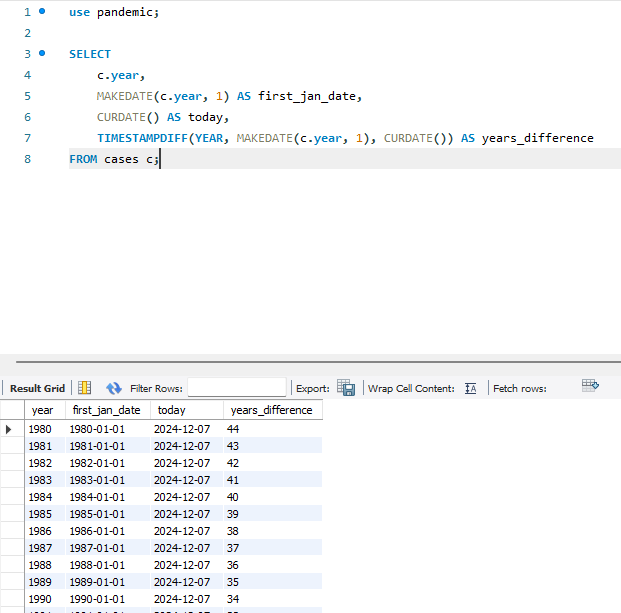 1 use pandemic;
2
3 SELECT
4 c.year,
5 MAKEDATE(c.year, 1) AS first_jan_date,
6 CURDATE() AS today,
7 TIMESTAMPDIFF(YEAR, MAKEDATE(c.year, 1), CURDATE()) AS years_difference
8 FROM cases c;
Result Grid Filter Rows: Export: Wrap Cell Content: IA Fetch rows:
year first_jan_date today years_difference
1980 1980-01-01 2024-12-07 44
1981 1981-01-01 2024-12-07 43
1982 1982-01-01 2024-12-07 42
1983 1983-01-01 2024-12-07 41
1984 1984-01-01 2024-12-07 40
1985 1985-01-01 2024-12-07 39
1986 1986-01-01 2024-12-07 38
1987 1987-01-01 2024-12-07 37
1988 1988-01-01 2024-12-07 36
1989 1989-01-01 2024-12-07 35
1990 1990-01-01 2024-12-07 34